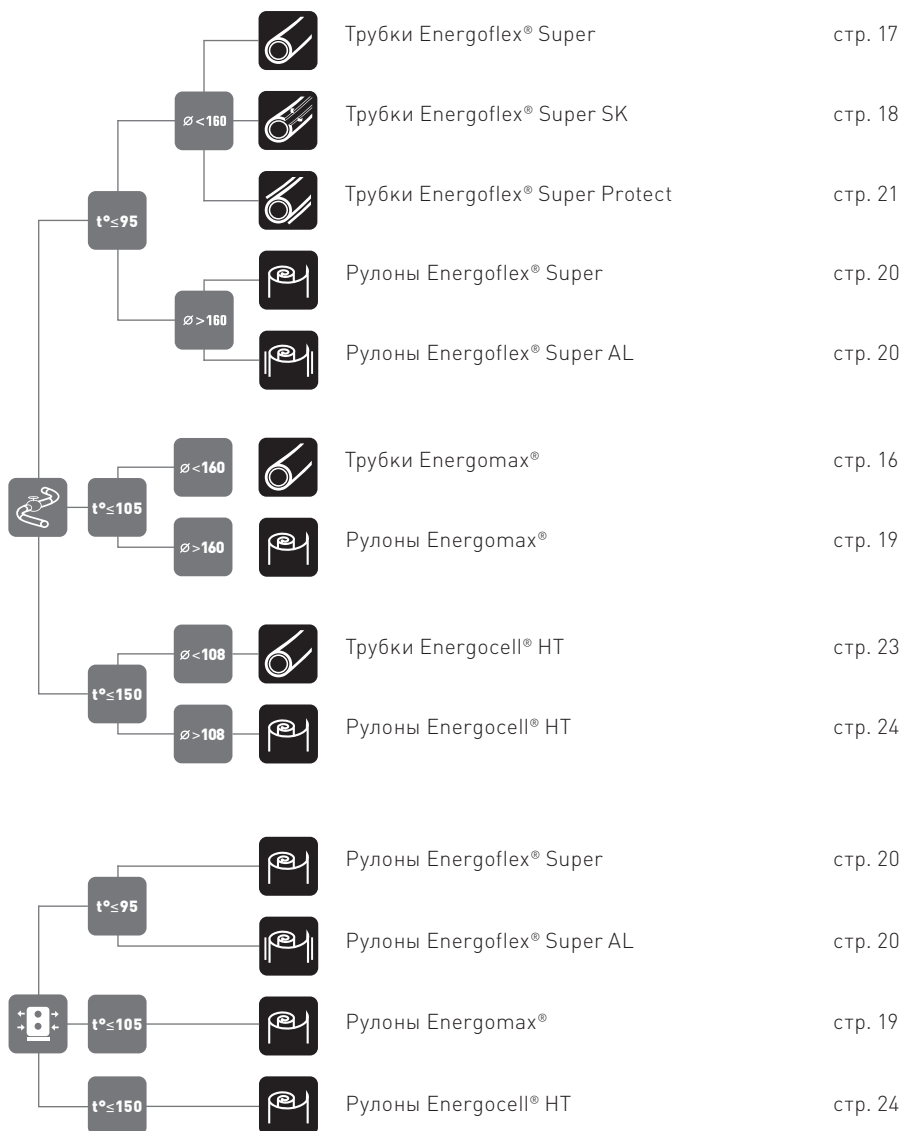 Трубки Energoflex® Super стр. 17
ø<160 Трубки Energoflex® Super SK стр. 18
Трубки Energoflex® Super Protect стр. 21
t°≤95
Рулоны Energoflex® Super стр. 20
ø>160
Рулоны Energoflex® Super AL стр. 20
ø<160 Трубки Energomax® стр. 16
t°≤105
ø>160 Рулоны Energomax® стр. 19
ø<108 Трубки Energocell® HT стр. 23
t°≤150
ø>108 Рулоны Energocell® HT стр. 24
Рулоны Energoflex® Super стр. 20
t°≤95
Рулоны Energoflex® Super AL стр. 20
t°≤105 Рулоны Energomax® стр. 19
t°≤150 Рулоны Energocell® HT стр. 24